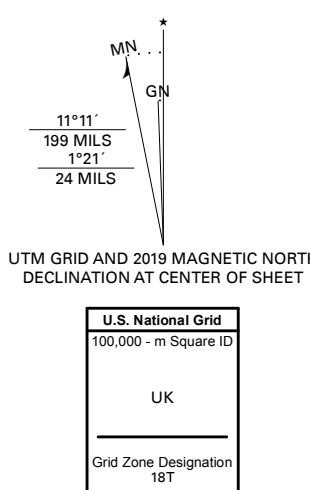 ★
MN
GN
11°11´
199 MILS
1°21´
24 MILS
UTM GRID AND 2019 MAGNETIC NORTH
DECLINATION AT CENTER OF SHEET
U.S. National Grid
100,000 - m Square ID
UK
Grid Zone Designation
18T